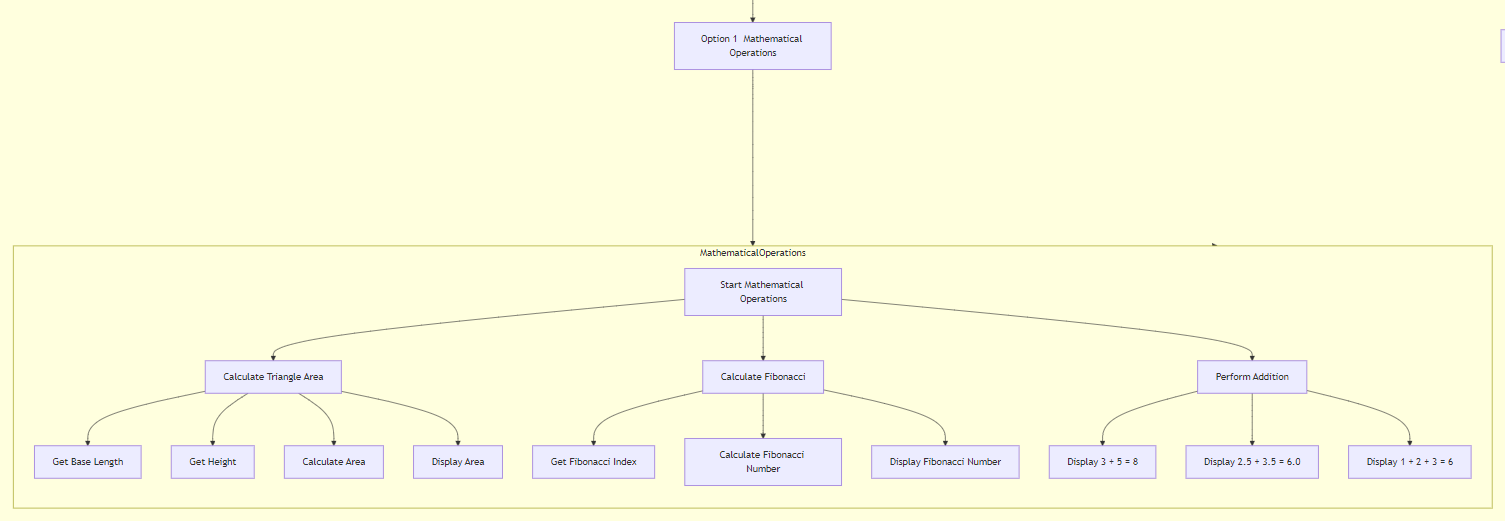 Option 1 Mathematical
Operations
MathematicalOperations
Start Mathematical
Operations
Calculate Triangle Area
Calculate Fibonacci
Perform Addition
Get Base Length
Get Height
Calculate Area
Display Area
Get Fibonacci Index
Calculate Fibonacci
Number
Display Fibonacci Number
Display 3 + 5 = 8
Display 2.5 + 3.5 = 6.0
Display 1 + 2 + 3 = 6